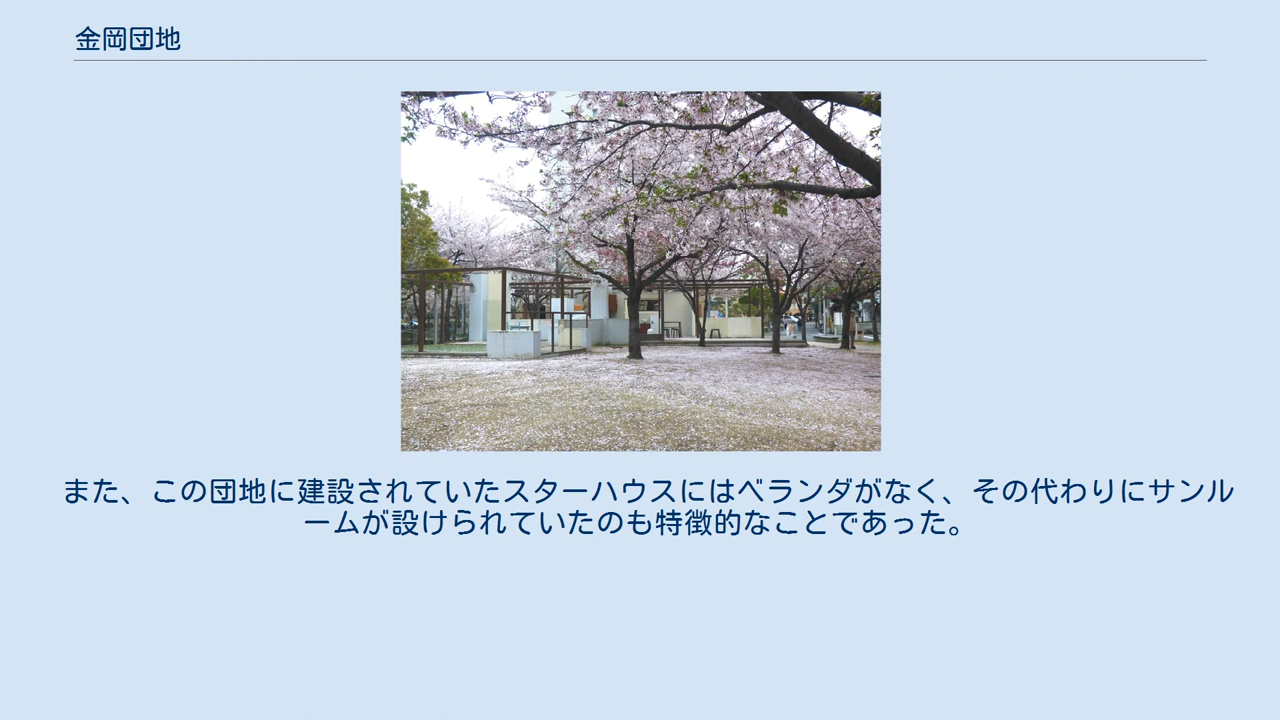 金岡団地
また、この団地に建設されていたスターハウスにはベランダがなく、その代わりにサンル
ームが設けられていたのも特徴的なことであった。